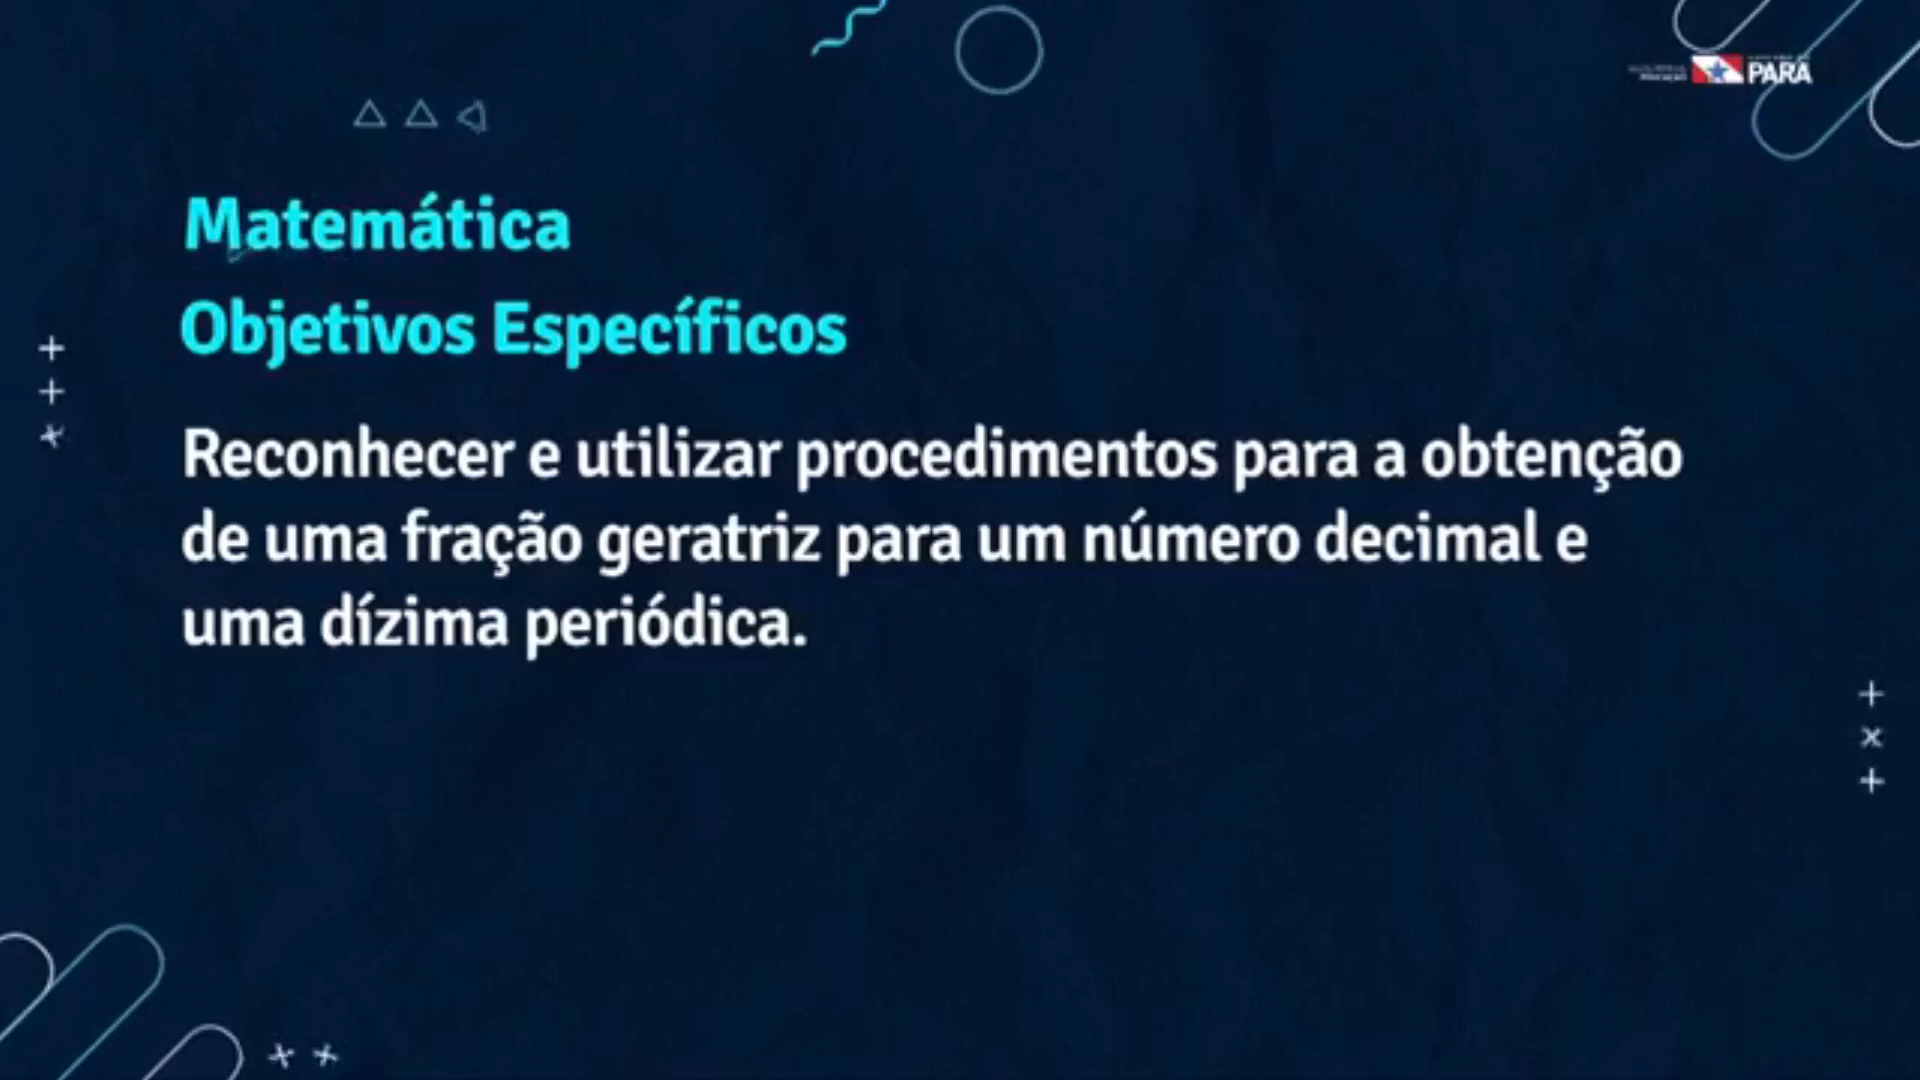 PARÁ
Matemática
Objetivos Específicos
Reconhecer e utilizar procedimentos para a obtenção
de uma fração geratriz para um número decimal e
uma dízima periódica.